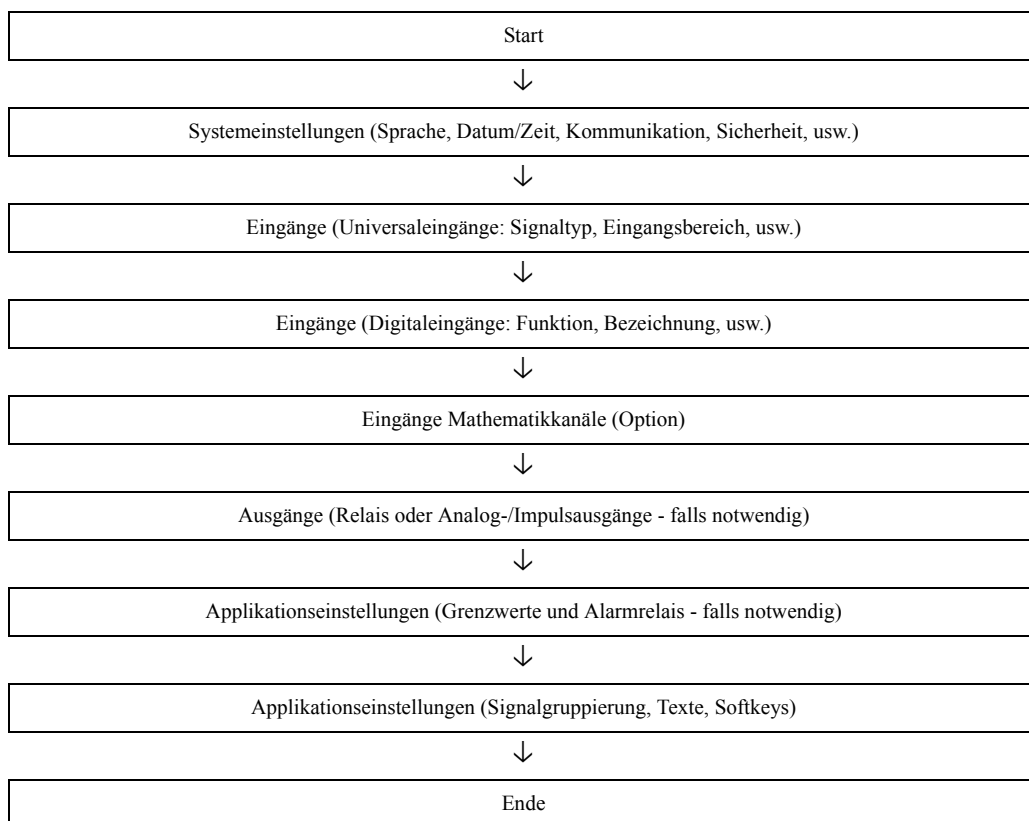 Start
Systemeinstellungen (Sprache, Datum/Zeit, Kommunikation, Sicherheit, usw.)
Eingänge (Universaleingänge: Signaltyp, Eingangsbereich, usw.)
Eingänge (Digitaleingänge: Funktion, Bezeichnung, usw.)
Eingänge Mathematikkanäle (Option)
Ausgänge (Relais oder Analog-/Impulsausgänge - falls notwendig)
Applikationseinstellungen (Grenzwerte und Alarmrelais - falls notwendig)
Applikationseinstellungen (Signalgruppierung, Texte, Softkeys)
Ende